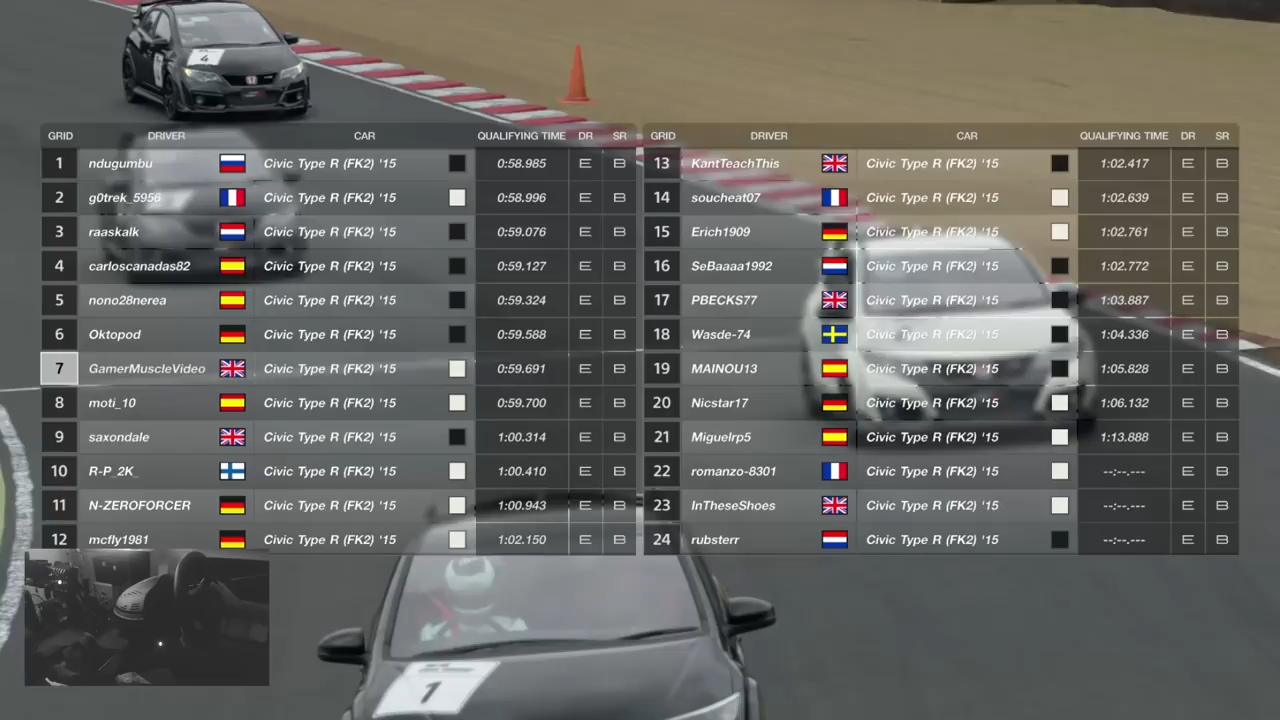 4
GRID DRIVER CAR QUALIFYING TIME DR SR
1 ndugumbu Civic Type R (FK2) '15 0:58.985 E B
2 g0trek_5956 Civic Type R (FK2) '15 0:58.996 E B
3 raaskalk Civic Type R (FK2) '15 0:59.076 E B
4 carloscanadas82 Civic Type R (FK2) '15 0:59.127 E B
5 nono28nerea Civic Type R (FK2) '15 0:59.324 E B
6 Oktopod Civic Type R (FK2) '15 0:59.588 E B
7 GamerMuscleVideo Civic Type R (FK2) '15 0:59.691 E B
8 moti_10 Civic Type R (FK2) '15 0:59.700 E B
9 saxondale Civic Type R (FK2) '15 1:00.314 E B
10 R-P_2K_ Civic Type R (FK2) '15 1:00.410 E B
11 N-ZEROFORCER Civic Type R (FK2) '15 1:00.943 E B
12 mcfly1981 Civic Type R (FK2) '15 1:02.150 E B
GRID DRIVER CAR QUALIFYING TIME DR SR
13 KantTeachThis Civic Type R (FK2) '15 1:02.417 E B
14 soucheat07 Civic Type R (FK2) '15 1:02.639 E B
15 Erich1909 Civic Type R (FK2) '15 1:02.761 E B
16 SeBaaaa1992 Civic Type R (FK2) '15 1:02.772 E B
17 PBECKS77 Civic Type R (FK2) '15 1:03.887 E B
18 Wasde-74 Civic Type R (FK2) '15 1:04.336 E B
19 MAINOU13 Civic Type R (FK2) '15 1:05.828 E B
20 Nicstar17 Civic Type R (FK2) '15 1:06.132 E B
21 Miguelrp5 Civic Type R (FK2) '15 1:13.888 E B
22 romanzo-8301 Civic Type R (FK2) '15 --:--.--- E B
23 InTheseShoes Civic Type R (FK2) '15 --:--.--- E B
24 rubsterr Civic Type R (FK2) '15 --:--.--- E B
1